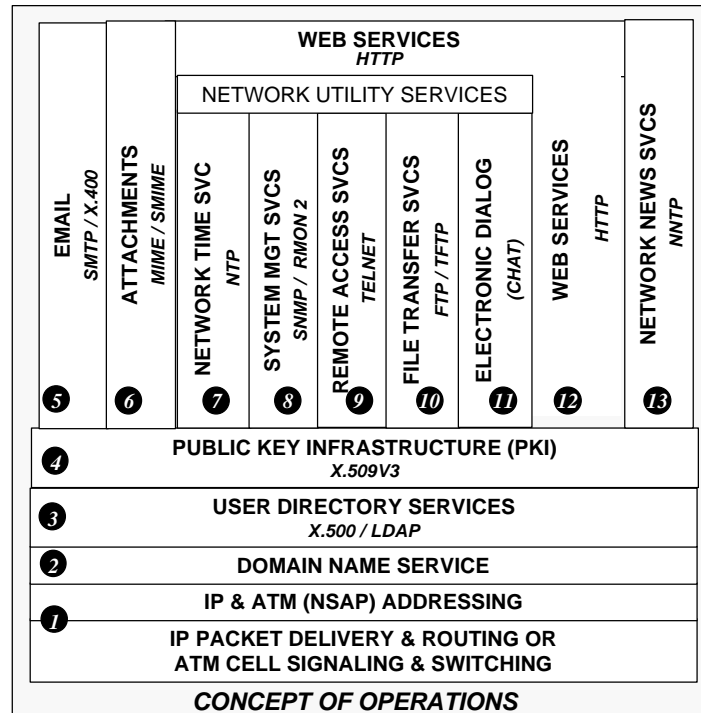 WEB SERVICES
HTTP
NETWORK UTILITY SERVICES
EMAIL
SMTP / X.400
ATTACHMENTS
MIME / SMIME
NETWORK TIME SVC
NTP
SYSTEM MGT SVCS
SNMP / RMON 2
REMOTE ACCESS SVCS
TELNET
FILE TRANSFER SVCS
FTP / TFTP
ELECTRONIC DIALOG
(CHAT)
WEB SERVICES
HTTP
NETWORK NEWS SVCS
NNTP
5
6
7
8
9
10
11
12
13
4
PUBLIC KEY INFRASTRUCTURE (PKI)
X.509V3
3
USER DIRECTORY SERVICES
X.500 / LDAP
2
DOMAIN NAME SERVICE
1
IP & ATM (NSAP) ADDRESSING
IP PACKET DELIVERY & ROUTING OR
ATM CELL SIGNALING & SWITCHING
CONCEPT OF OPERATIONS